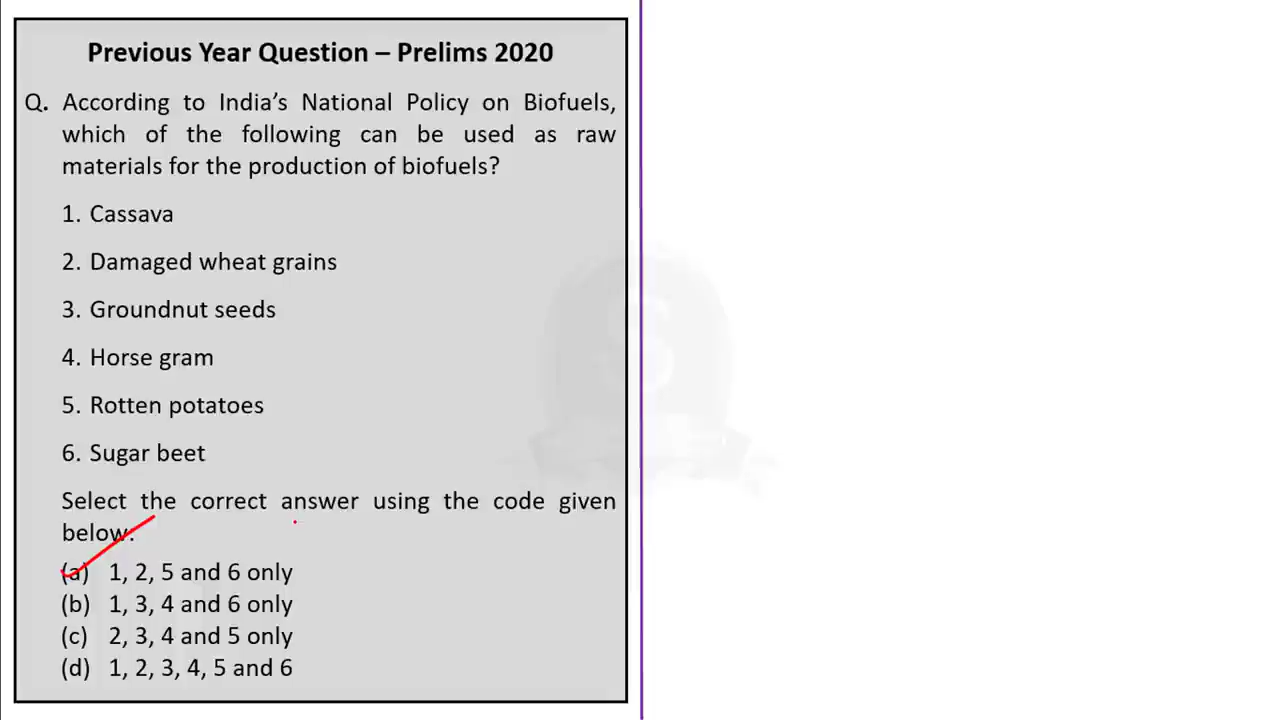 Previous Year Question – Prelims 2020
Q. According to India’s National Policy on Biofuels,
which of the following can be used as raw
materials for the production of biofuels?
1. Cassava
2. Damaged wheat grains
3. Groundnut seeds
4. Horse gram
5. Rotten potatoes
6. Sugar beet
Select the correct answer using the code given
below:
(a) 1, 2, 5 and 6 only
(b) 1, 3, 4 and 6 only
(c) 2, 3, 4 and 5 only
(d) 1, 2, 3, 4, 5 and 6